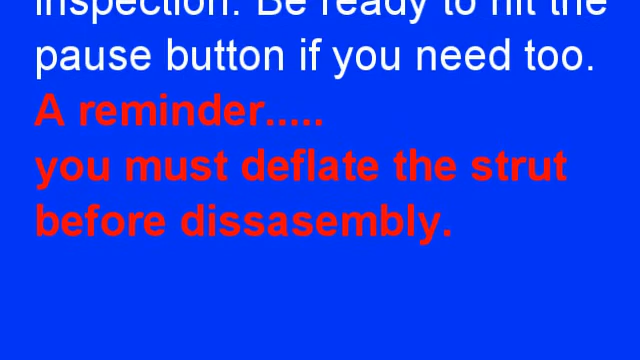 inspection. Be ready to hit the
pause button if you need too.
A reminder.....
you must deflate the strut
before dissasembly.